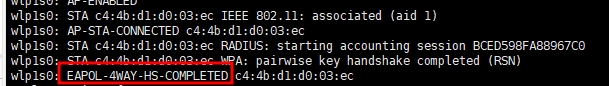 wlp1s0: AP-ENABLED
wlp1s0: STA c4:4b:d1:d0:03:ec IEEE 802.11: associated (aid 1)
wlp1s0: AP-STA-CONNECTED c4:4b:d1:d0:03:ec
wlp1s0: STA c4:4b:d1:d0:03:ec RADIUS: starting accounting session BCED598FA88967C0
wlp1s0: STA c4:4b:d1:d0:03:ec WPA: pairwise key handshake completed (RSN)
wlp1s0: EAPOL-4WAY-HS-COMPLETED c4:4b:d1:d0:03:ec